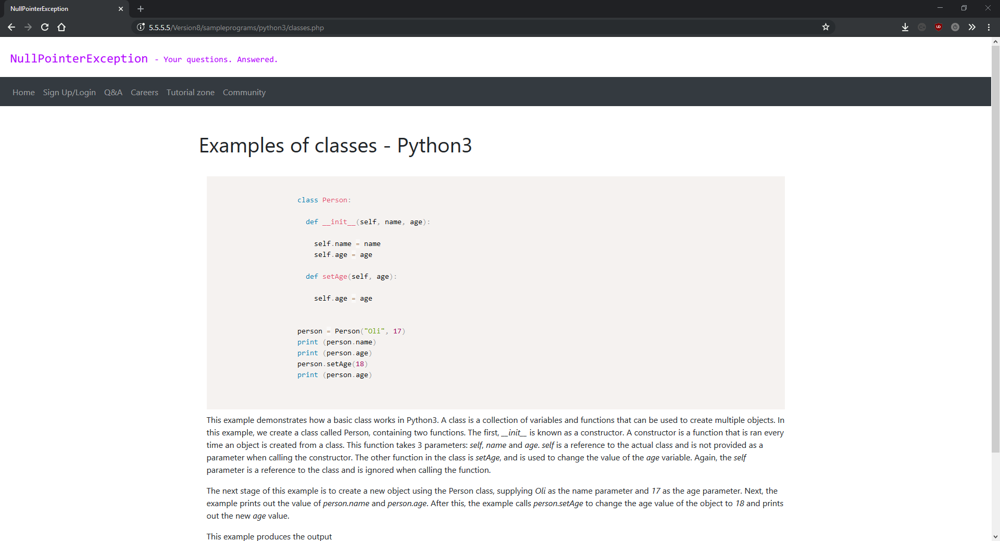 NullPointerException
5.5.5.5/Version8/sampleprograms/python3/classes.php
NullPointerException - Your questions. Answered.
Home Sign Up/Login Q&A Careers Tutorial zone Community
Examples of classes - Python3
class Person:
def __init__(self, name, age):
self.name = name
self.age = age
def setAge(self, age):
self.age = age
person = Person("Oli", 17)
print (person.name)
print (person.age)
person.setAge(18)
print (person.age)
This example demonstrates how a basic class works in Python3. A class is a collection of variables and functions that can be used to create multiple objects. In
this example, we create a class called Person, containing two functions. The first, __init__ is known as a constructor. A constructor is a function that is ran every
time an object is created from a class. This function takes 3 parameters: self, name and age. self is a reference to the actual class and is not provided as a
parameter when calling the constructor. The other function in the class is setAge, and is used to change the value of the age variable. Again, the self
parameter is a reference to the class and is ignored when calling the function.
The next stage of this example is to create a new object using the Person class, supplying Oli as the name parameter and 17 as the age parameter. Next, the
example prints out the value of person.name and person.age. After this, the example calls person.setAge to change the age value of the object to 18 and prints
out the new age value.
This example produces the output